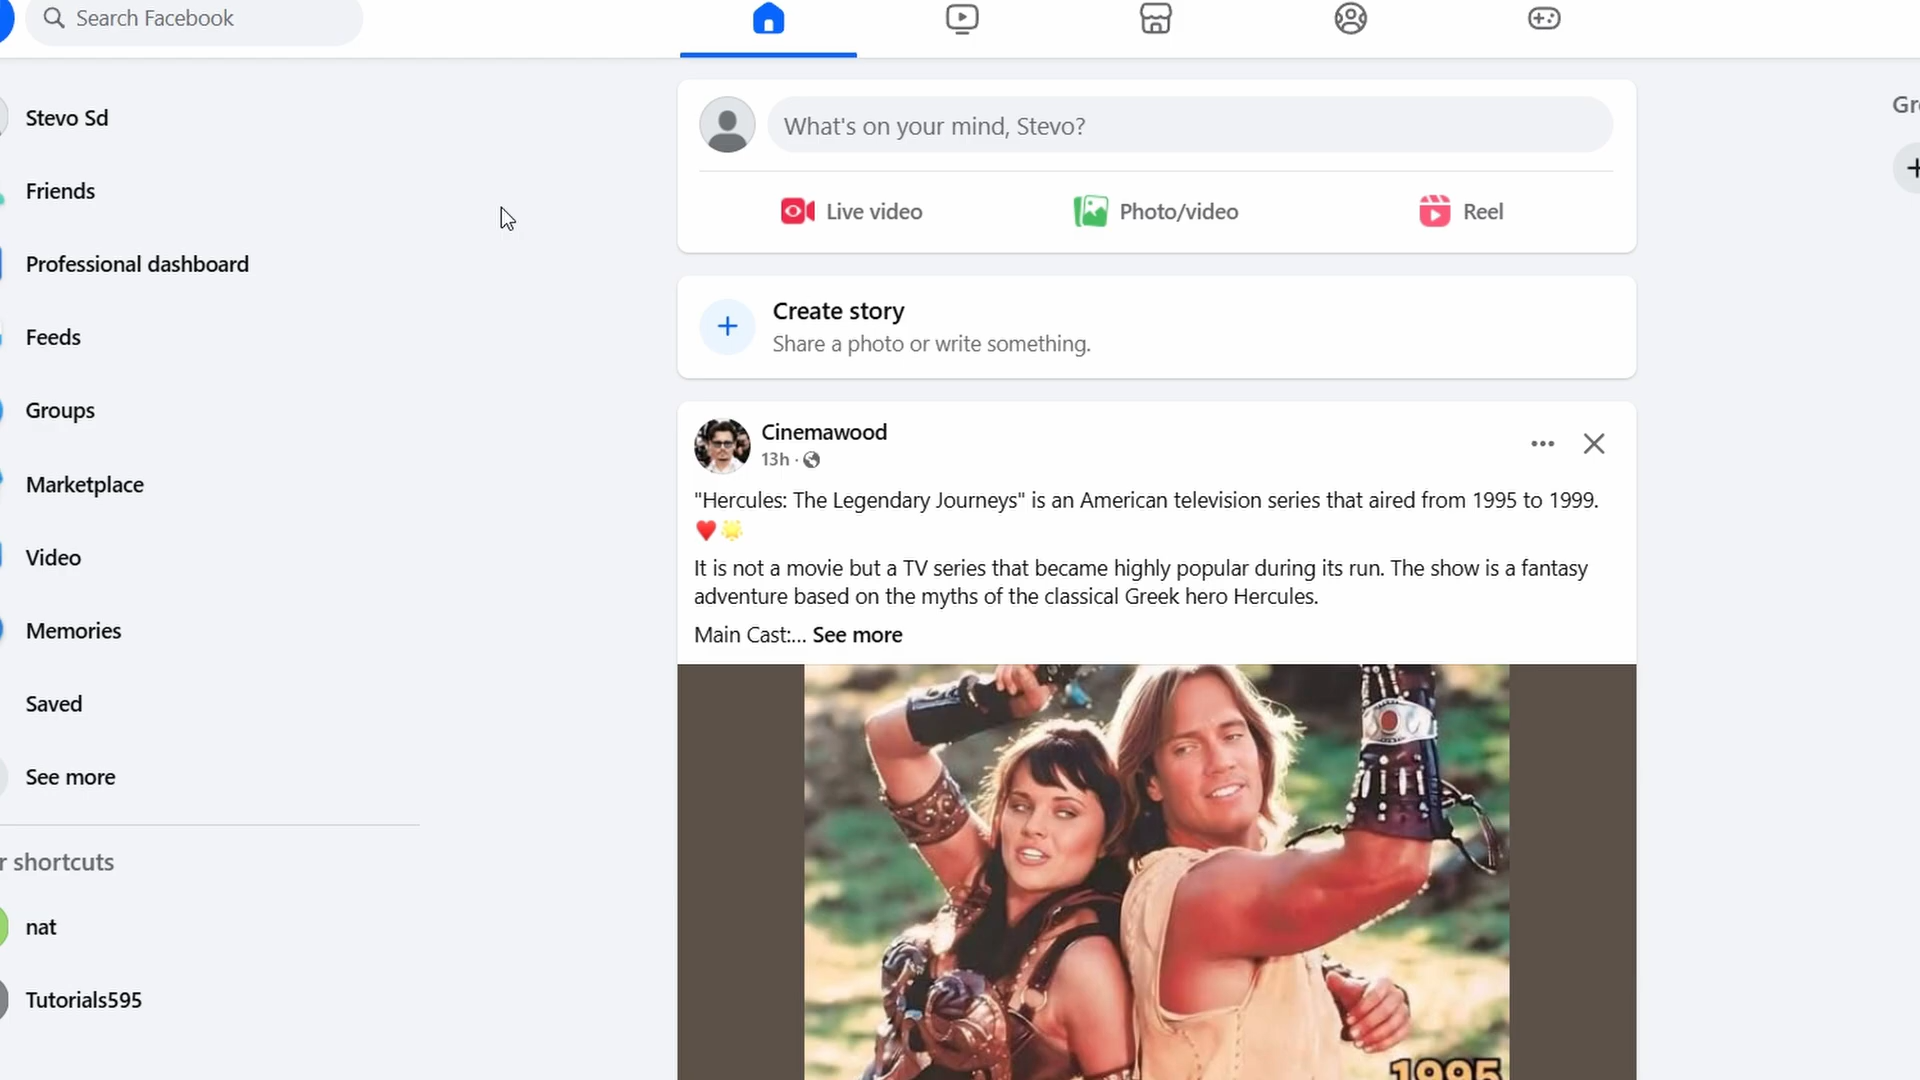 Search Facebook
Stevo Sd
Friends
Professional dashboard
Feeds
Groups
Marketplace
Video
Memories
Saved
See more
r shortcuts
nat
Tutorials595
What's on your mind, Stevo?
Live video
Photo/video
Reel
Create story
Share a photo or write something.
Cinemawood
13h ·
"Hercules: The Legendary Journeys" is an American television series that aired from 1995 to 1999.
❤️🌟
It is not a movie but a TV series that became highly popular during its run. The show is a fantasy
adventure based on the myths of the classical Greek hero Hercules.
Main Cast:... See more
1995
Gr